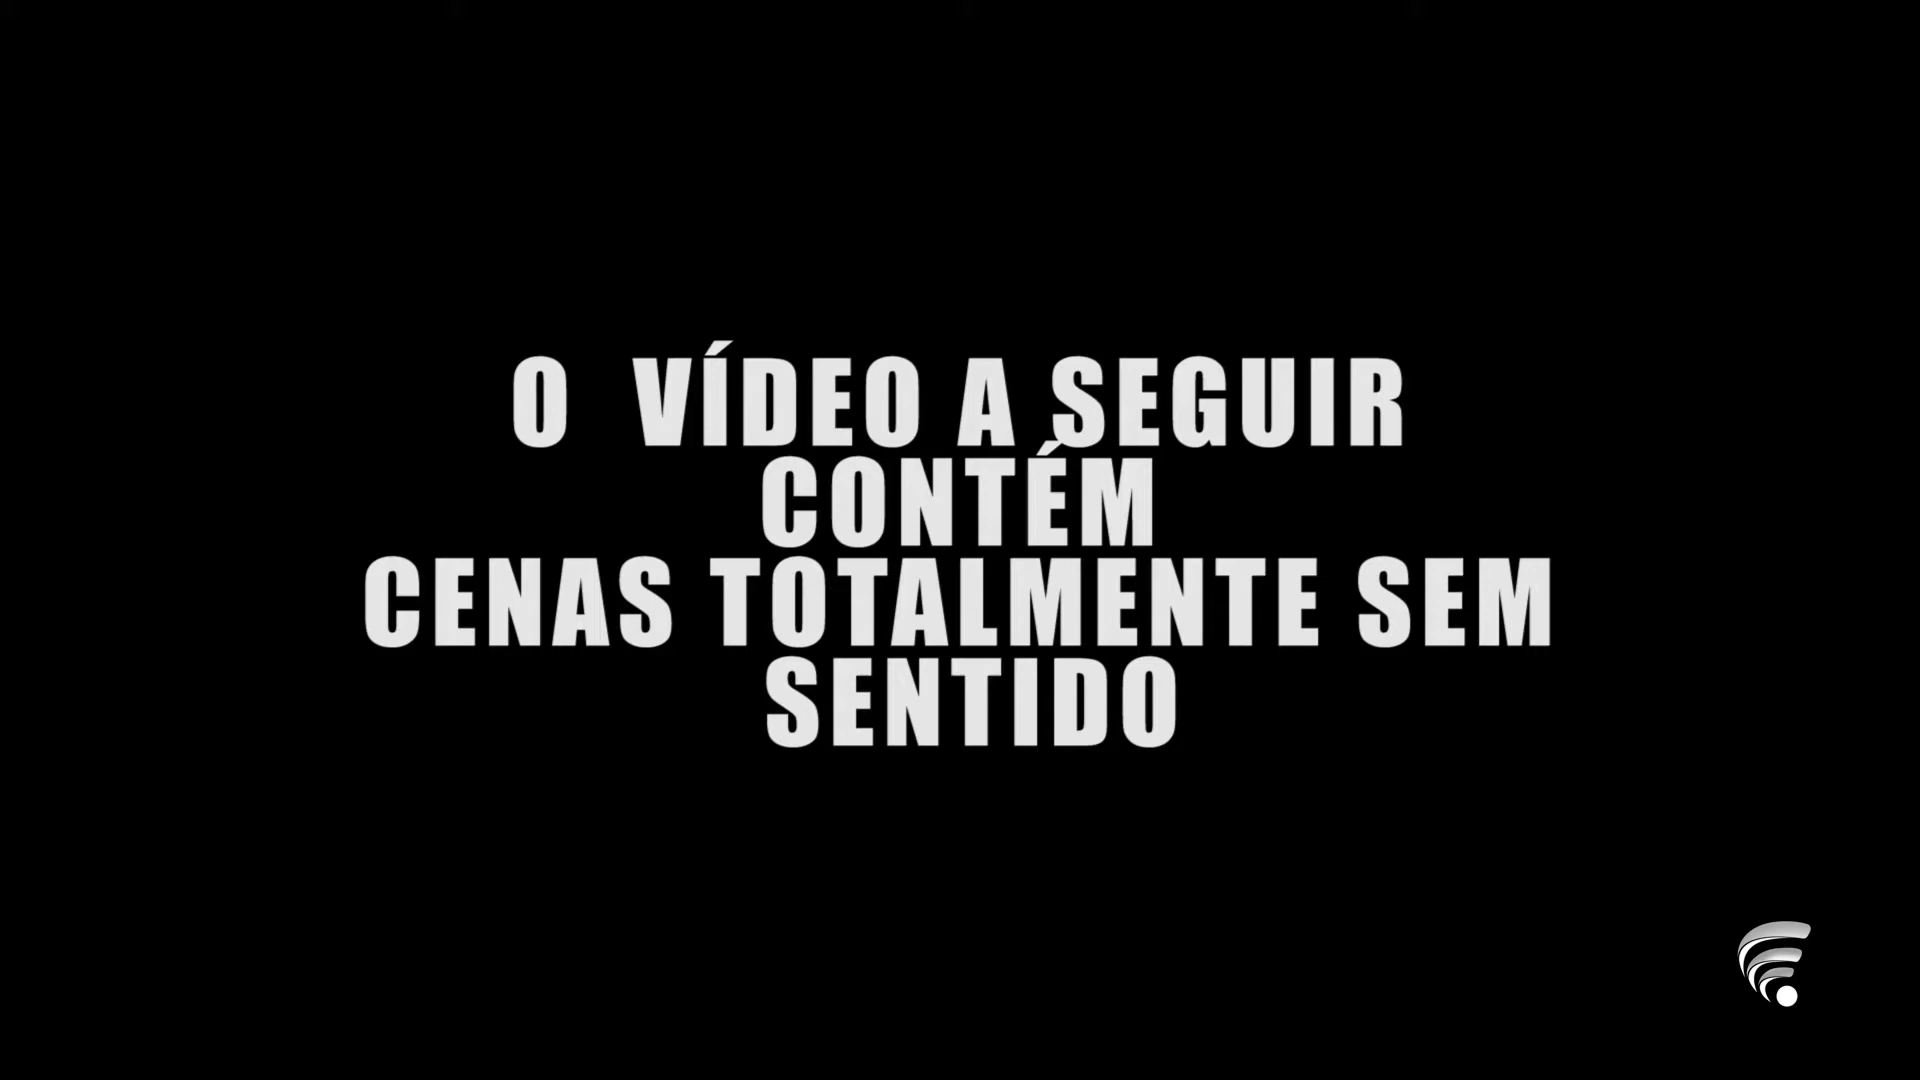 O VÍDEO A SEGUIR
CONTÉM
CENAS TOTALMENTE SEM
SENTIDO